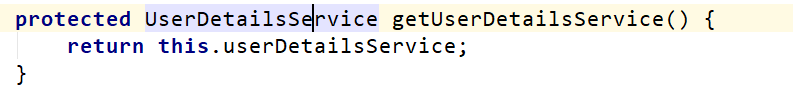 protected UserDetailsService getUserDetailsService() {
    return this.userDetailsService;
}